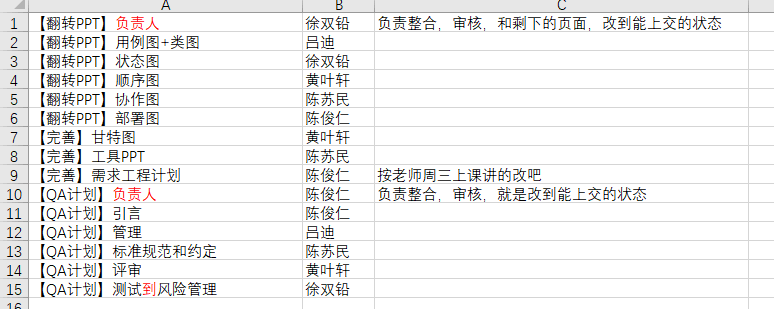 A B C
1 【翻转PPT】负责人 徐双铅 负责整合，审核，和剩下的页面，改到能上交的状态
2 【翻转PPT】用例图+类图 吕迪
3 【翻转PPT】状态图 徐双铅
4 【翻转PPT】顺序图 黄叶轩
5 【翻转PPT】协作图 陈苏民
6 【翻转PPT】部署图 陈俊仁
7 【完善】甘特图 黄叶轩
8 【完善】工具PPT 陈苏民
9 【完善】需求工程计划 陈俊仁 按老师周三上课讲的改吧
10 【QA计划】负责人 陈俊仁 负责整合，审核，就是改到能上交的状态
11 【QA计划】引言 陈俊仁
12 【QA计划】管理 吕迪
13 【QA计划】标准规范和约定 陈苏民
14 【QA计划】评审 黄叶轩
15 【QA计划】测试到风险管理 徐双铅